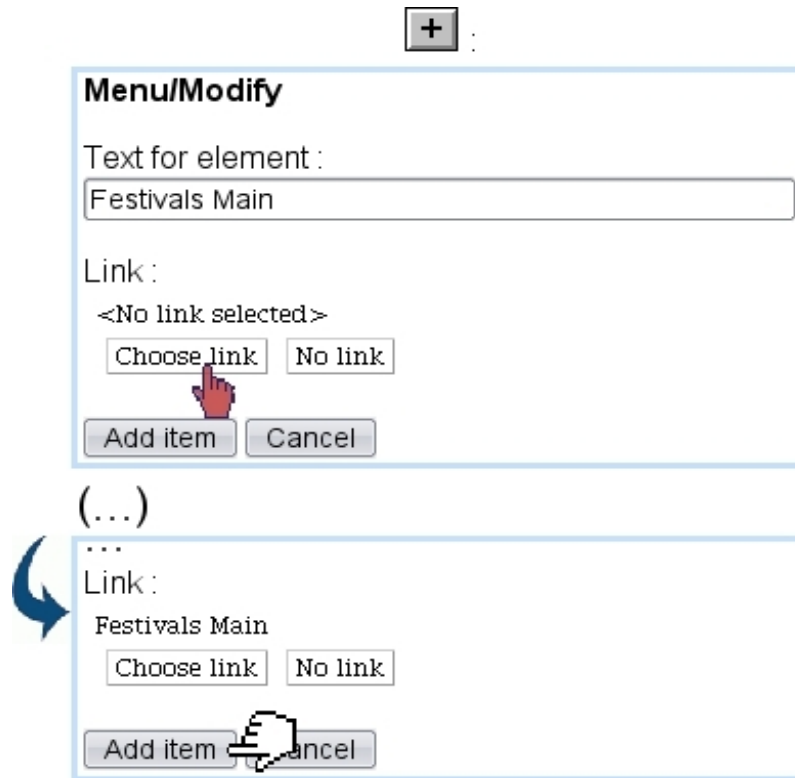 + :
Menu/Modify
Text for element :
Festivals Main
Link :
<No link selected>
Choose link No link
Add item Cancel
(...)
...
Link :
Festivals Main
Choose link No link
Add item Cancel